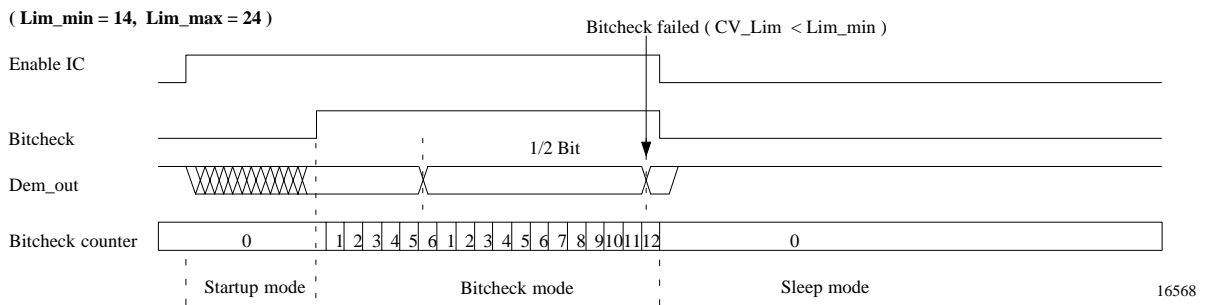 ( Lim_min = 14, Lim_max = 24 )
Bitcheck failed ( CV_Lim < Lim_min )
Enable IC
Bitcheck
1/2 Bit
Dem_out
Bitcheck counter 0 1 2 3 4 5 6 1 2 3 4 5 6 7 8 9 10 11 12 0
Startup mode Bitcheck mode Sleep mode
16568